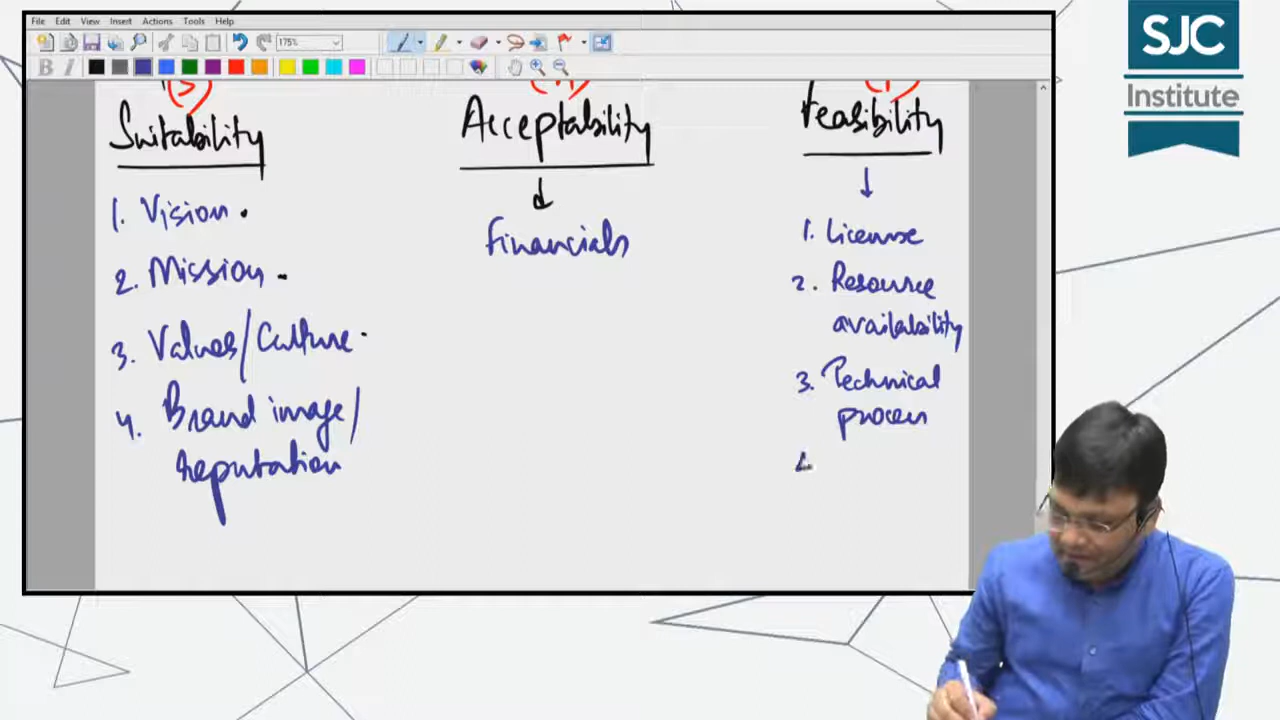 File Edit View Insert Actions Tools Help
175%
B I
(S)
Suitability
1. Vision.
2. Mission.
3. Values/Culture.
4. Brand image/
reputation
Acceptability
Financials
Feasibility
1. License
2. Resource
availability
3. Technical
process
4
SJC
Institute